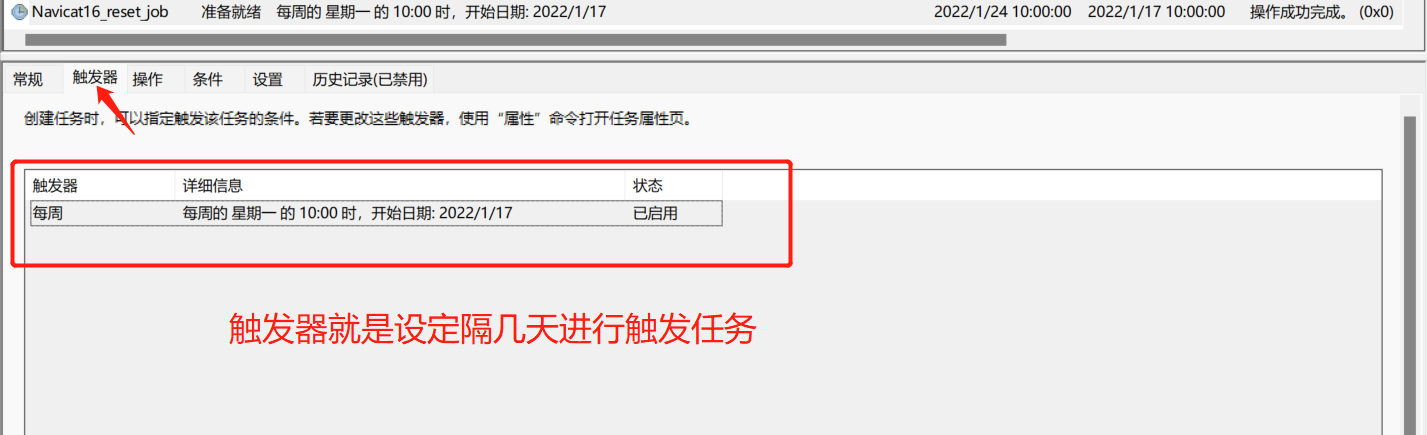 Navicat16_reset_job 准备就绪 每周的 星期一 的 10:00 时，开始日期: 2022/1/17 2022/1/24 10:00:00 2022/1/17 10:00:00 操作成功完成。 (0x0)
常规 触发器 操作 条件 设置 历史记录(已禁用)
创建任务时，可以指定触发该任务的条件。若要更改这些触发器，使用“属性”命令打开任务属性页。
触发器 详细信息 状态
每周 每周的 星期一 的 10:00 时，开始日期: 2022/1/17 已启用
触发器就是设定隔几天进行触发任务